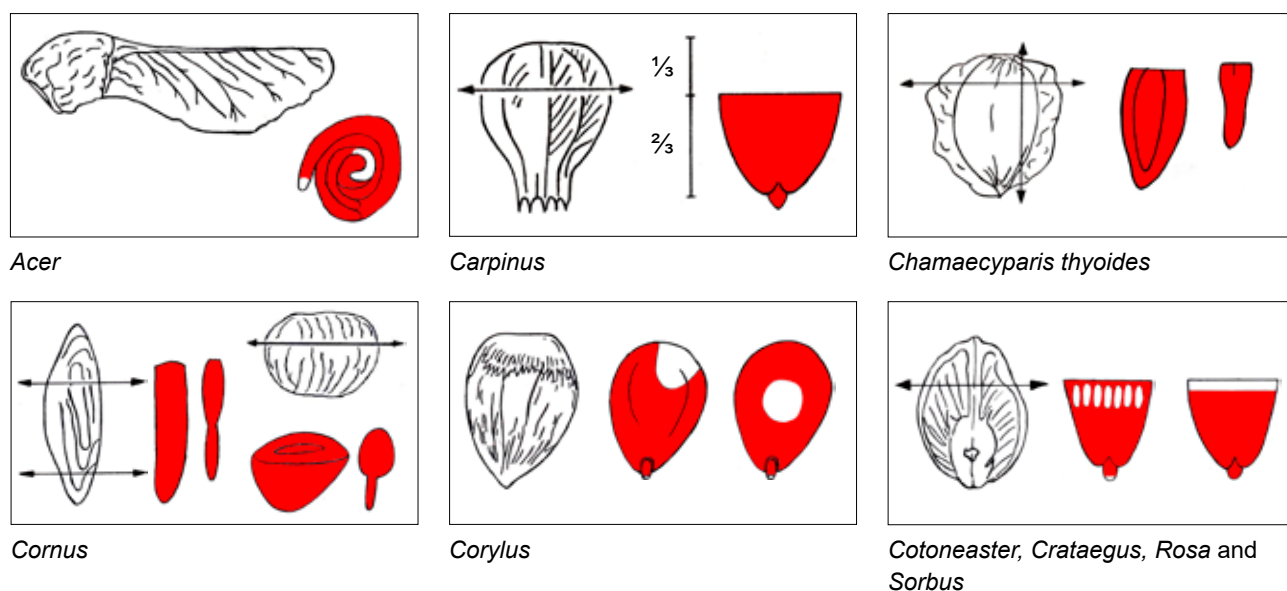 ⅓
⅔
Acer
Carpinus
Chamaecyparis thyoides
Cornus
Corylus
Cotoneaster, Crataegus, Rosa and
Sorbus